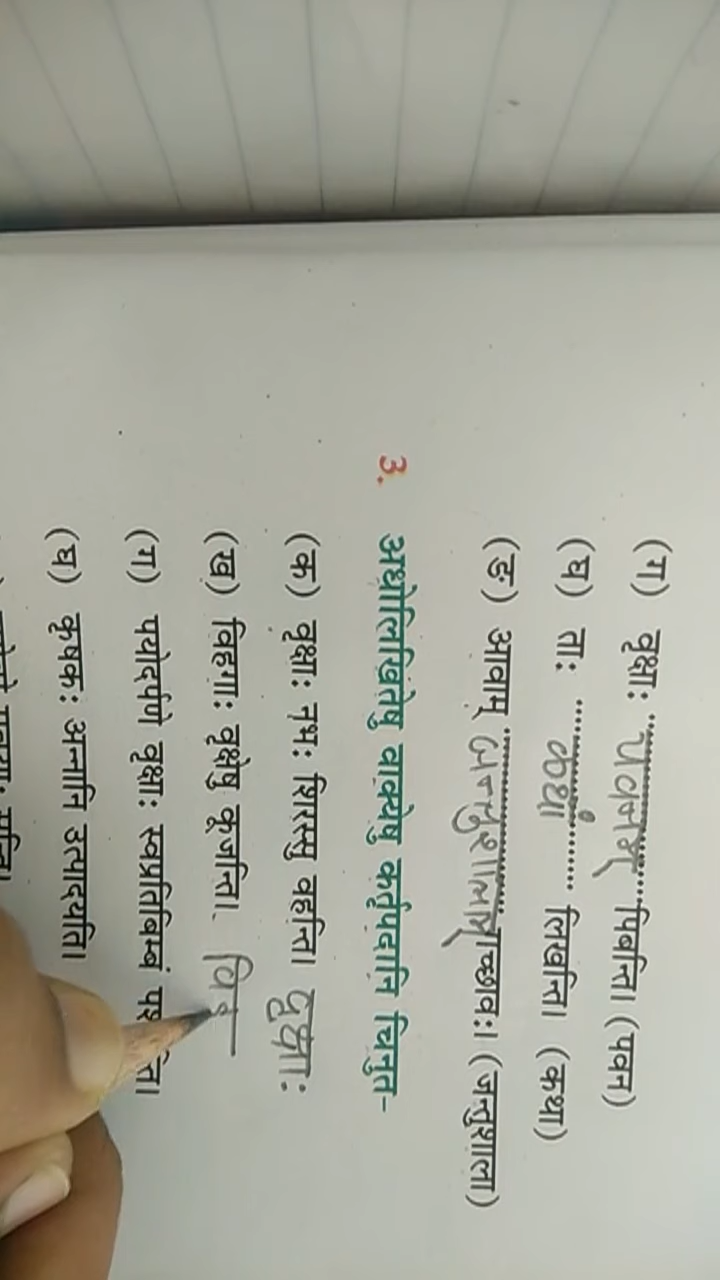 (ग) वृक्षाः पवनम् पिबन्ति। (पवन)
(घ) ताः कथां लिखन्ति। (कथा)
(ङ) आवाम् जन्तुशालाम् गच्छावः। (जन्तुशाला)
3. अधोलिखितेषु वाक्येषु कर्तृपदानि चिनुत–
(क) वृक्षाः नभः शिरस्सु वहन्ति। वृक्षाः
(ख) विहगाः वृक्षेषु कूजन्ति। वि
(ग) पयोदर्पणे वृक्षाः स्वप्रतिबिम्बं
(घ) कृषकः अन्नानि उत्पादयति।